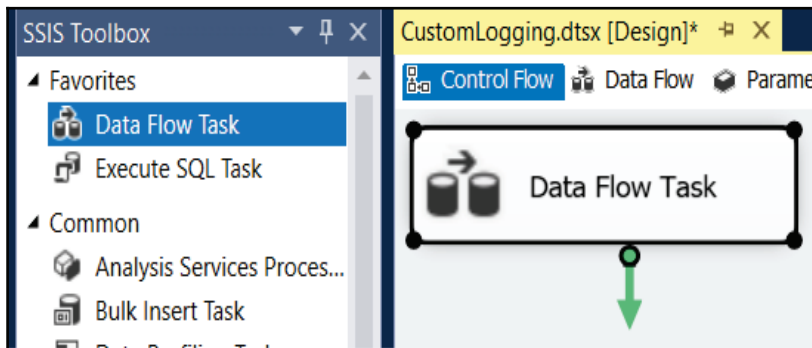 SSIS Toolbox
Favorites
Data Flow Task
Execute SQL Task
Common
Analysis Services Proces...
Bulk Insert Task
CustomLogging.dtsx [Design]*
Control Flow Data Flow Parame
Data Flow Task